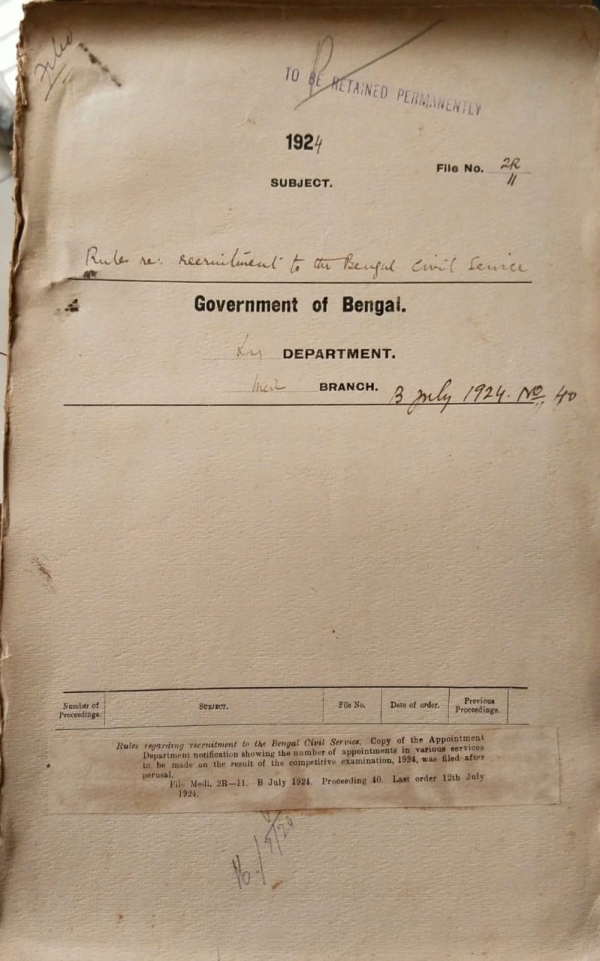 TO BE RETAINED PERMANENTLY
1924
File No. 2R
11
SUBJECT.
Rules re: recruitment to the Bengal Civil Service
Government of Bengal.
DEPARTMENT.
BRANCH. B July 1924. No 40
Number of Proceedings. SUBJECT. File No. Date of order. Previous Proceedings.
Rules regarding recruitment to the Bengal Civil Service. Copy of the Appointment
Department notification showing the number of appointments in various services
to be made on the result of the competitive examination, 1924, was filed after
perusal.
File Medl. 2R—11. B July 1924. Proceeding 40. Last order 12th July
1924.